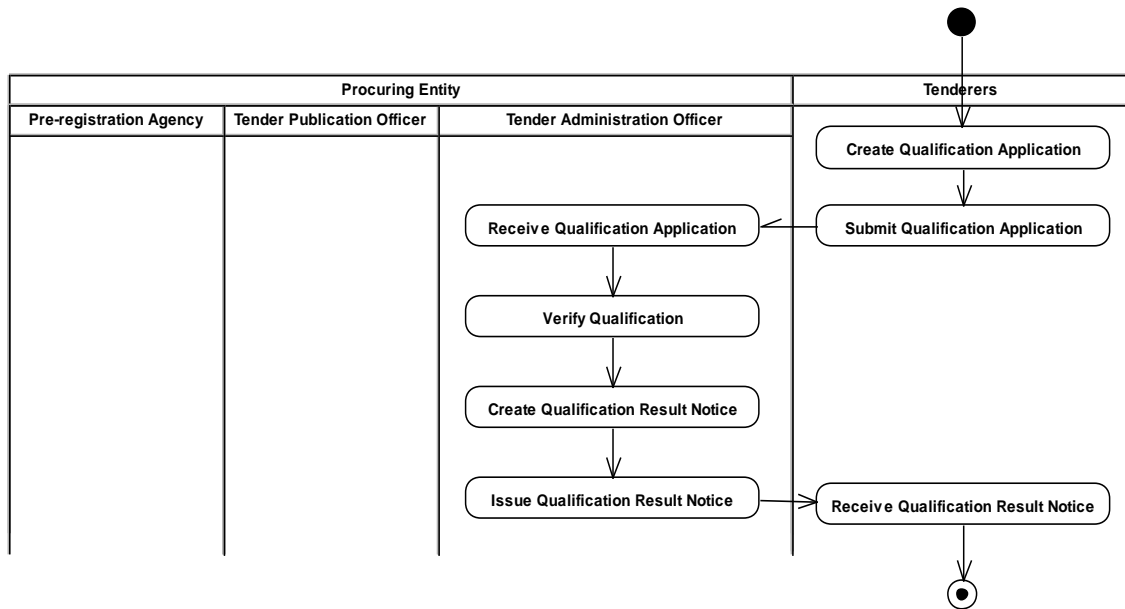 Procuring Entity
Tenderers
Pre-registration Agency
Tender Publication Officer
Tender Administration Officer
Create Qualification Application
Receive Qualification Application
Submit Qualification Application
Verify Qualification
Create Qualification Result Notice
Issue Qualification Result Notice
Receive Qualification Result Notice